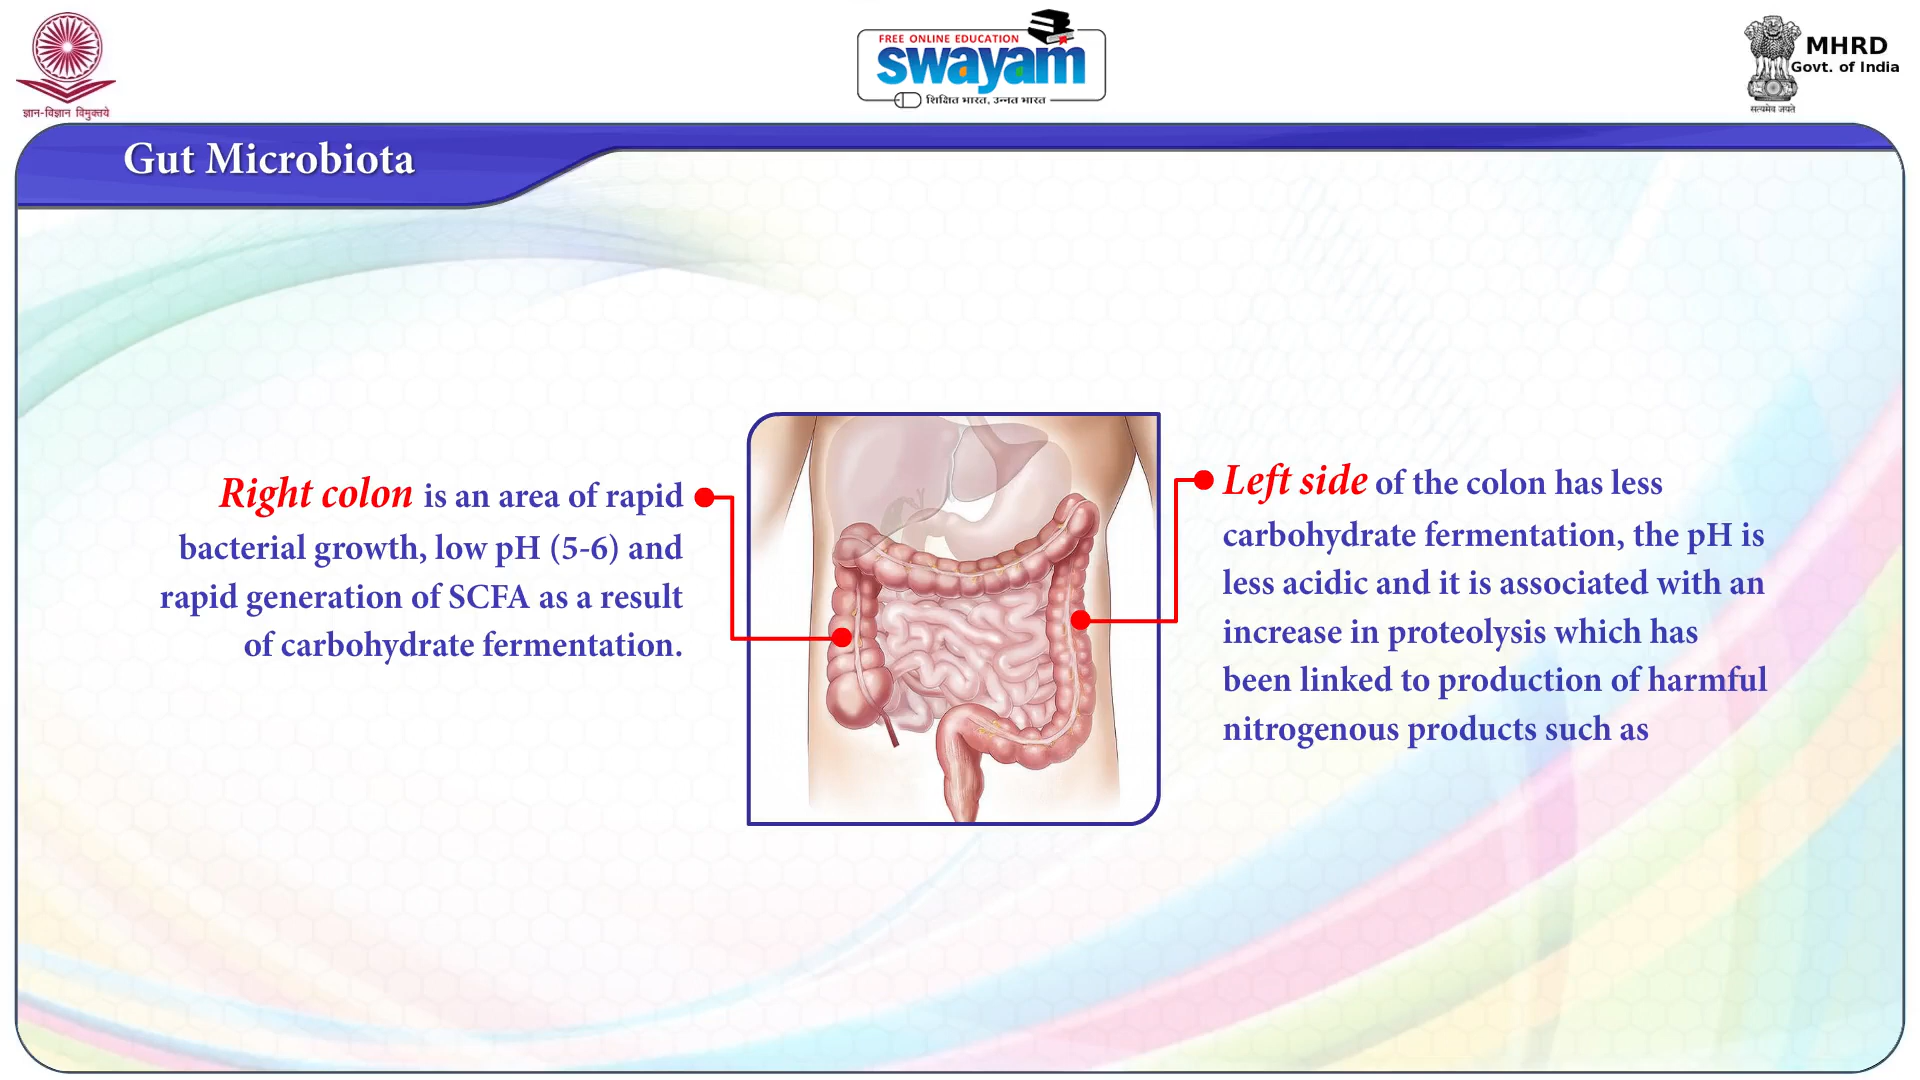 ज्ञान-विज्ञान विमुक्तये
FREE ONLINE EDUCATION
swayam
शिक्षित भारत, उन्नत भारत
MHRD
Govt. of India
सत्यमेव जयते
Gut Microbiota
Right colon is an area of rapid
bacterial growth, low pH (5-6) and
rapid generation of SCFA as a result
of carbohydrate fermentation.
Left side of the colon has less
carbohydrate fermentation, the pH is
less acidic and it is associated with an
increase in proteolysis which has
been linked to production of harmful
nitrogenous products such as